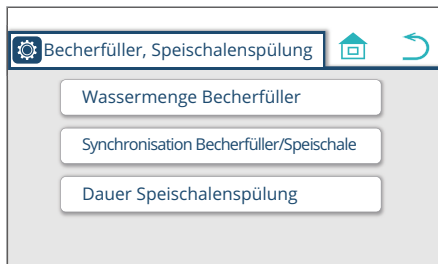 Becherfüller, Speischalenspülung
Wassermenge Becherfüller
Synchronisation Becherfüller/Speischale
Dauer Speischalenspülung